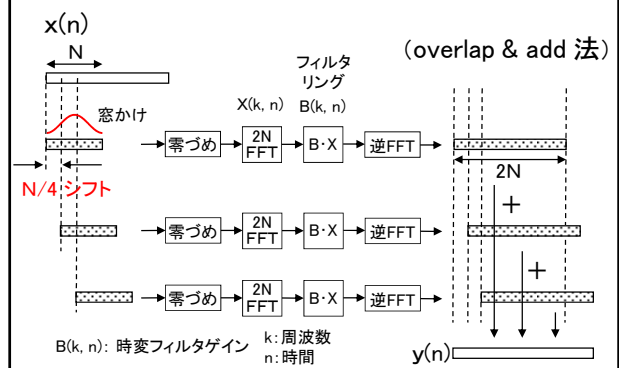 x(n)
N
(overlap & add 法)
フィルタ
リング
X(k, n)
B(k, n)
窓かけ
零づめ
2N
FFT
B・X
逆FFT
N/4 シフト
2N
+
零づめ
2N
FFT
B・X
逆FFT
+
零づめ
2N
FFT
B・X
逆FFT
B(k, n): 時変フィルタゲイン
k:周波数
n:時間
y(n)